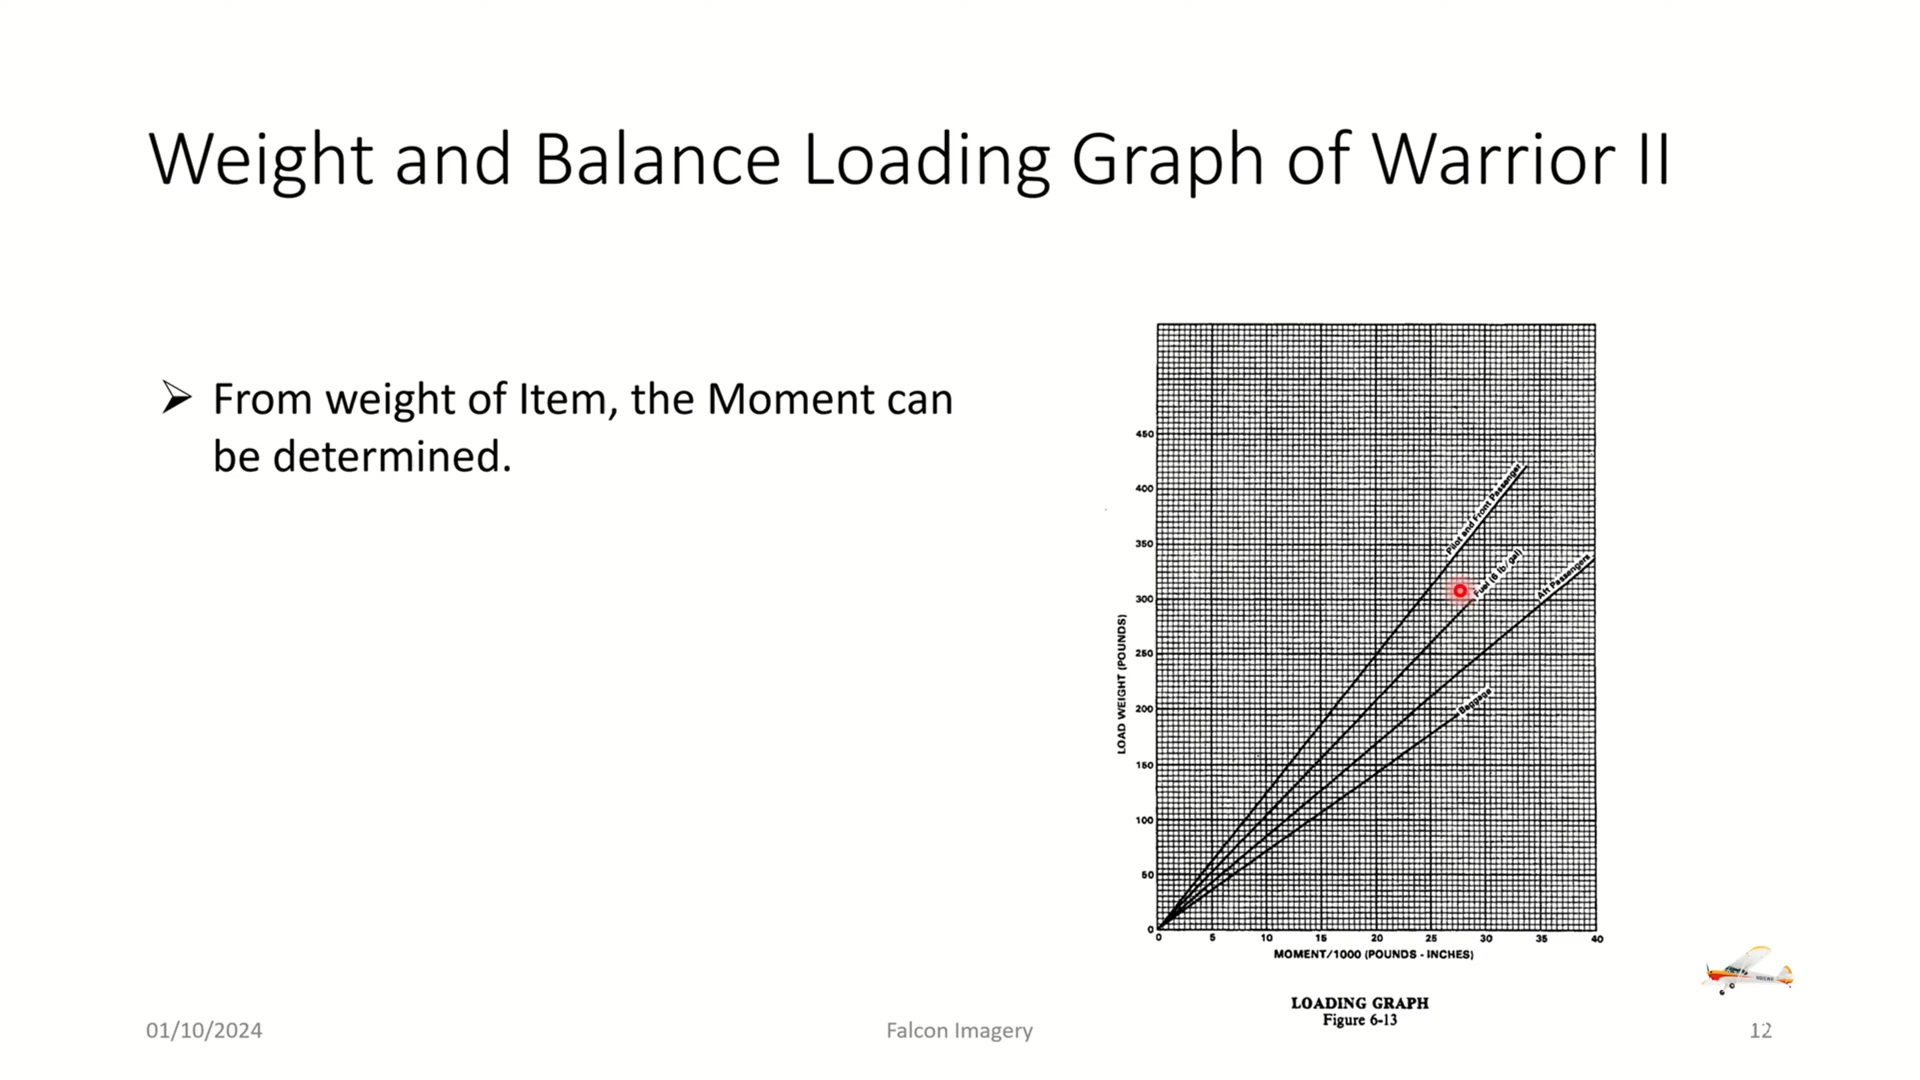 Weight and Balance Loading Graph of Warrior II
➢ From weight of Item, the Moment can
be determined.
450
400
350
300
250
200
150
100
50
0
LOAD WEIGHT (POUNDS)
Pilot and Front Passenger
Fuel (6 lb/gal)
Aft Passengers
Baggage
0 5 10 15 20 25 30 35 40
MOMENT/1000 (POUNDS - INCHES)
LOADING GRAPH
Figure 6-13
01/10/2024
Falcon Imagery
12